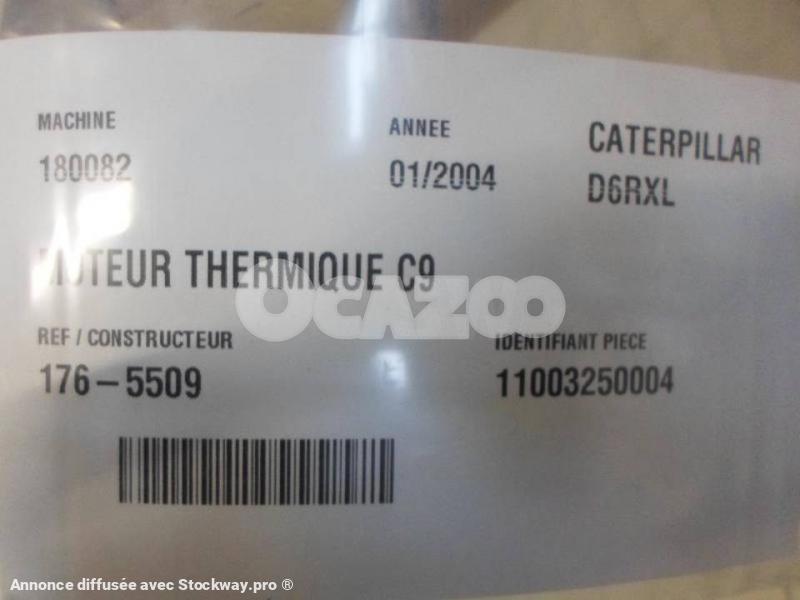 MACHINE
180082
ANNEE
01/2004
CATERPILLAR
D6RXL
MOTEUR THERMIQUE C9
OCAZOO
REF / CONSTRUCTEUR
176-5509
IDENTIFIANT PIECE
11003250004
Annonce diffusée avec Stockway.pro ®